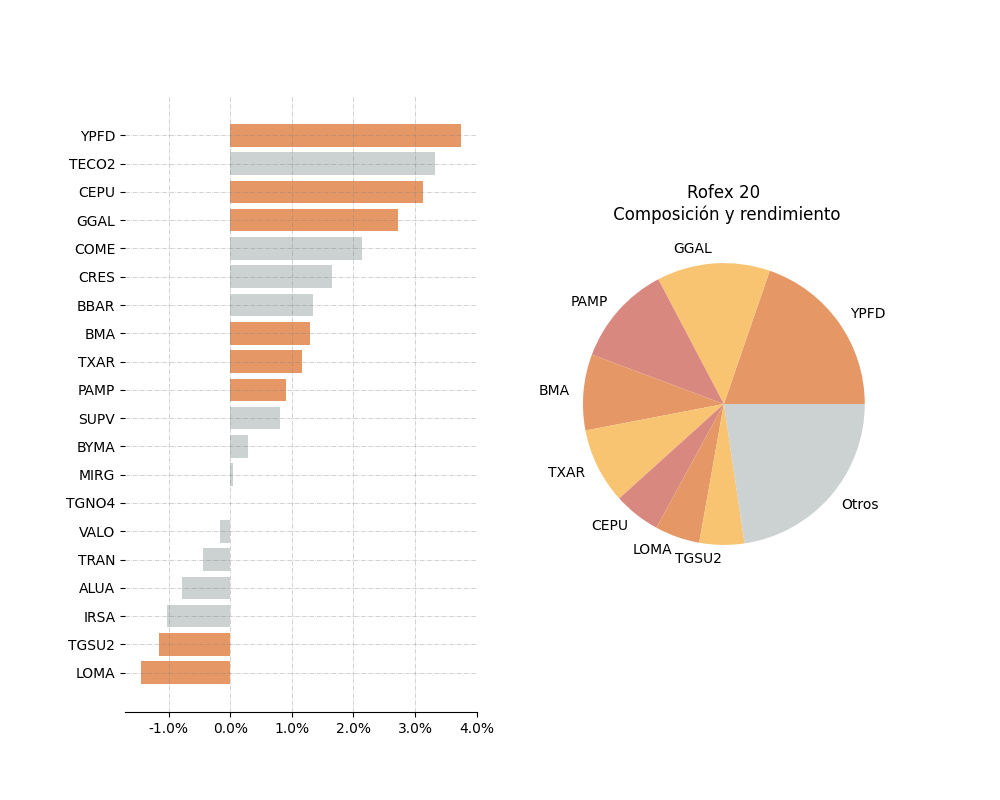 YPFD
TECO2
CEPU
GGAL
COME
CRES
BBAR
BMA
TXAR
PAMP
SUPV
BYMA
MIRG
TGNO4
VALO
TRAN
ALUA
IRSA
TGSU2
LOMA
-1.0% 0.0% 1.0% 2.0% 3.0% 4.0%
Rofex 20
Composición y rendimiento
GGAL
YPFD
PAMP
BMA
TXAR
CEPU
LOMA
TGSU2
Otros